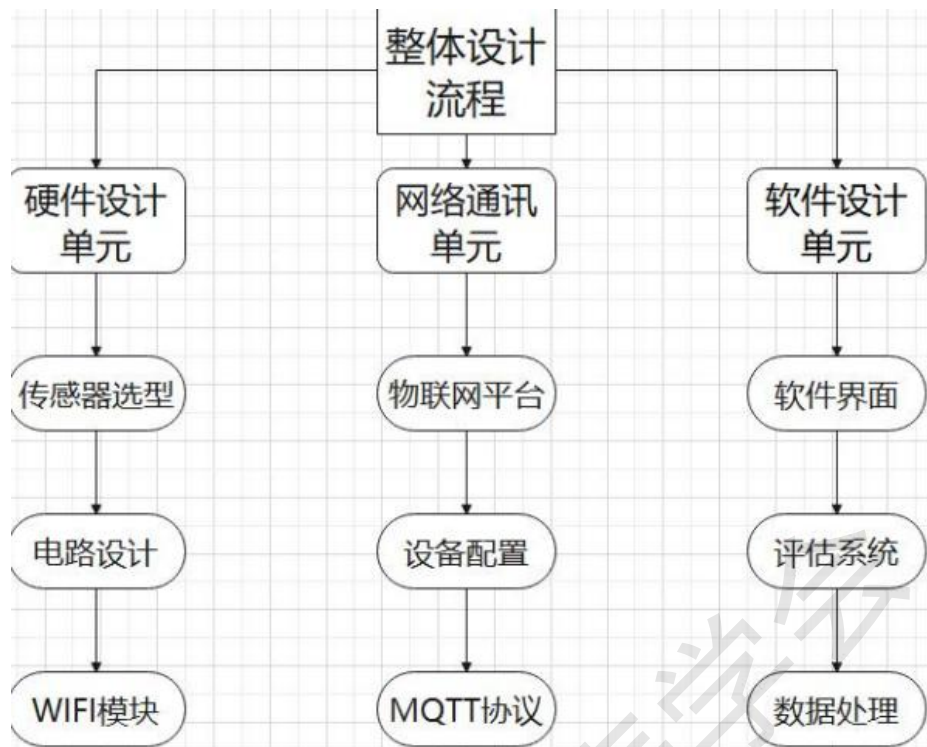 整体设计
流程
硬件设计
单元
网络通讯
单元
软件设计
单元
传感器选型
物联网平台
软件界面
电路设计
设备配置
评估系统
WIFI模块
MQTT协议
数据处理
学会